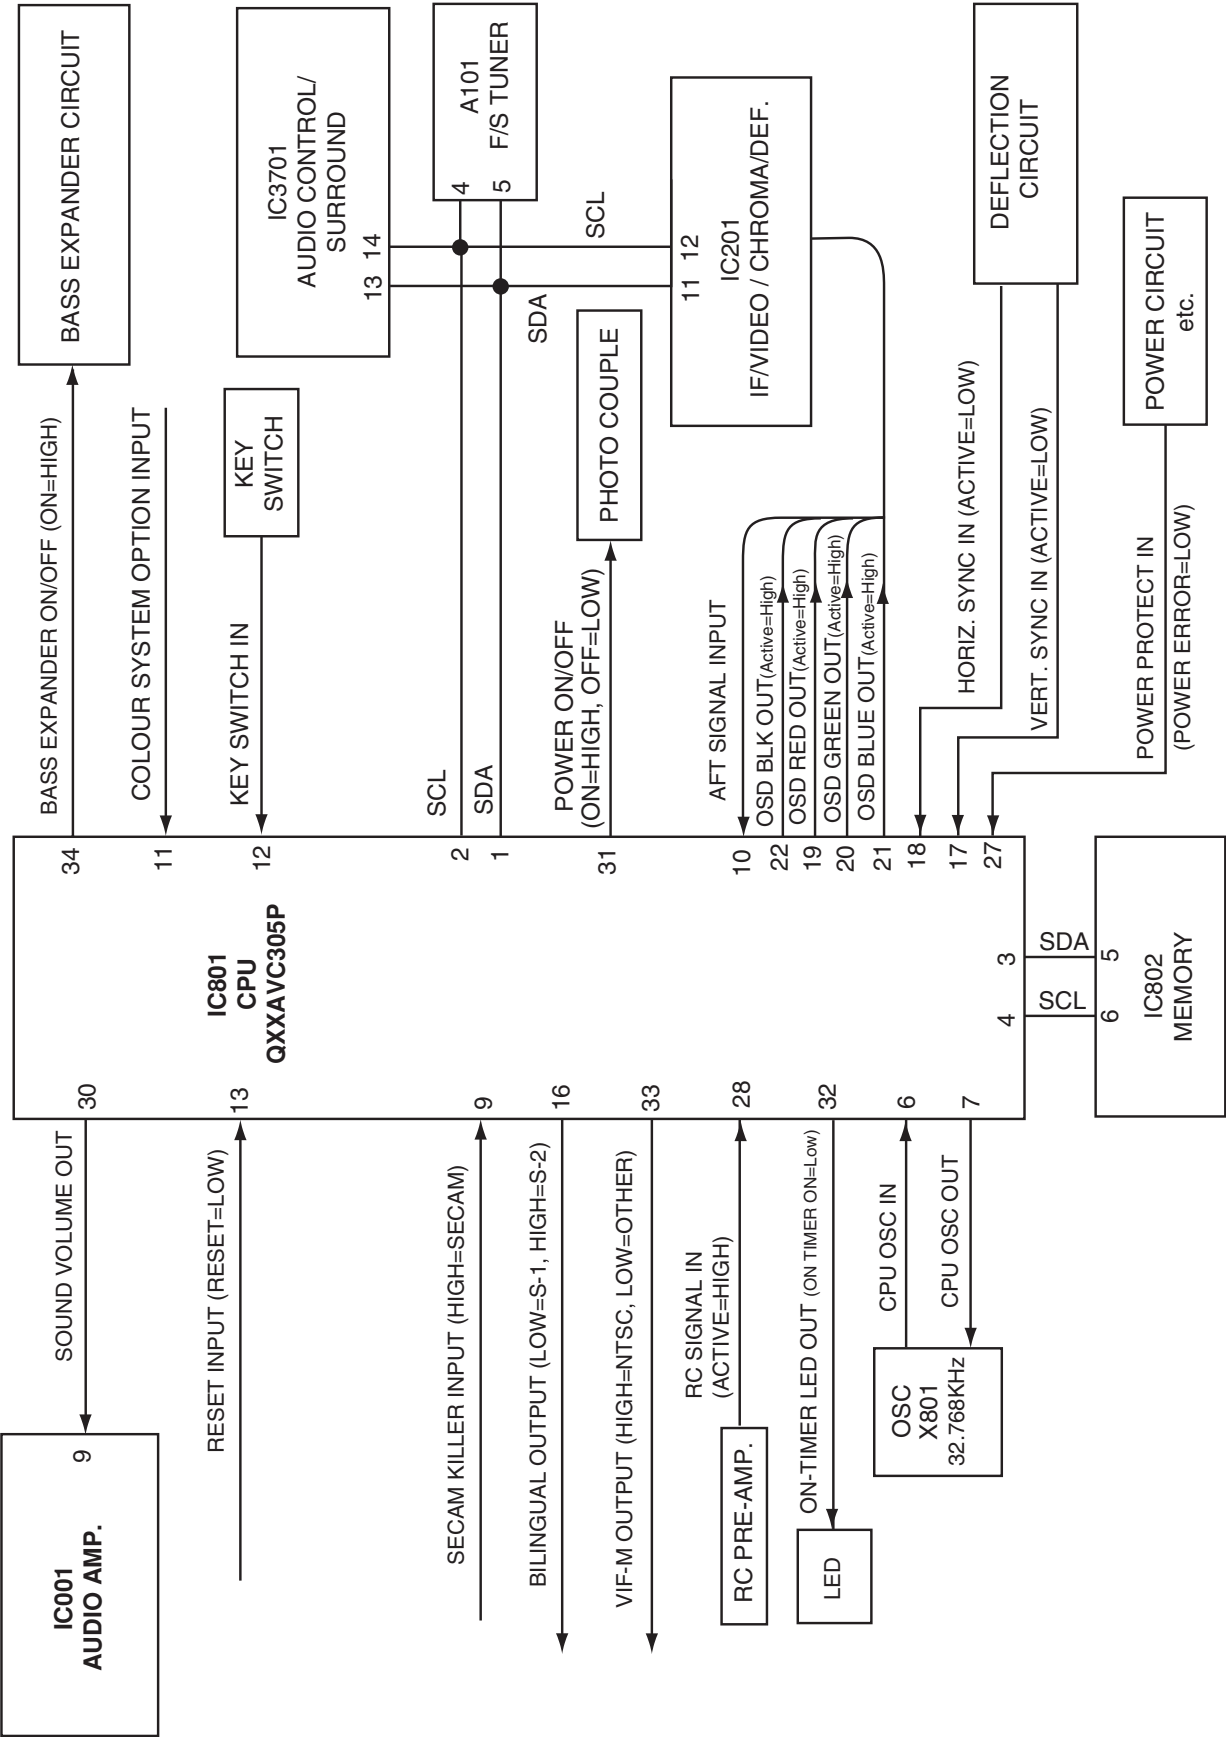 IC001
AUDIO AMP.
9
SOUND VOLUME OUT
30
34
BASS EXPANDER ON/OFF (ON=HIGH)
BASS EXPANDER CIRCUIT
11
COLOUR SYSTEM OPTION INPUT
RESET INPUT (RESET=LOW)
13
IC801
CPU
QXXAVC305P
12
KEY SWITCH IN
KEY
SWITCH
IC3701
AUDIO CONTROL/
SURROUND
13
14
A101
F/S TUNER
4
5
SECAM KILLER INPUT (HIGH=SECAM)
9
2
SCL
1
SDA
SDA
SCL
BILINGUAL OUTPUT (LOW=S-1, HIGH=S-2)
16
31
POWER ON/OFF
(ON=HIGH, OFF=LOW)
PHOTO COUPLE
VIF-M OUTPUT (HIGH=NTSC, LOW=OTHER)
33
11
12
IC201
IF/VIDEO / CHROMA/DEF.
RC PRE-AMP.
RC SIGNAL IN
(ACTIVE=HIGH)
28
10
AFT SIGNAL INPUT
22
OSD BLK OUT(Active=High)
19
OSD RED OUT(Active=High)
20
OSD GREEN OUT(Active=High)
21
OSD BLUE OUT(Active=High)
LED
ON-TIMER LED OUT (ON TIMER ON=Low)
32
OSC
X801
32.768KHz
CPU OSC IN
6
CPU OSC OUT
7
18
HORIZ. SYNC IN (ACTIVE=LOW)
17
VERT. SYNC IN (ACTIVE=LOW)
DEFLECTION
CIRCUIT
27
POWER PROTECT IN
(POWER ERROR=LOW)
POWER CIRCUIT
etc.
4
3
SCL
SDA
6
5
IC802
MEMORY